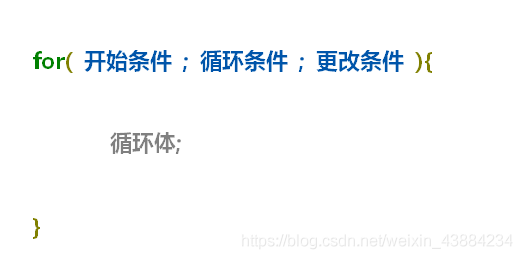 for( 开始条件 ; 循环条件 ; 更改条件 ){
循环体;
}
https://blog.csdn.net/weixin_43884234